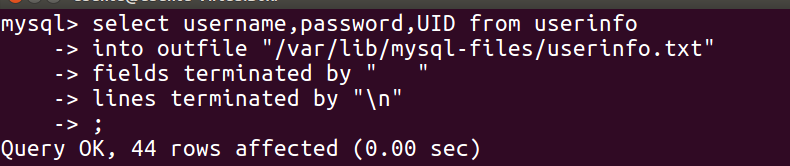 mysql> select username,password,UID from userinfo
    -> into outfile "/var/lib/mysql-files/userinfo.txt"
    -> fields terminated by "   "
    -> lines terminated by "\n"
    -> ;
Query OK, 44 rows affected (0.00 sec)